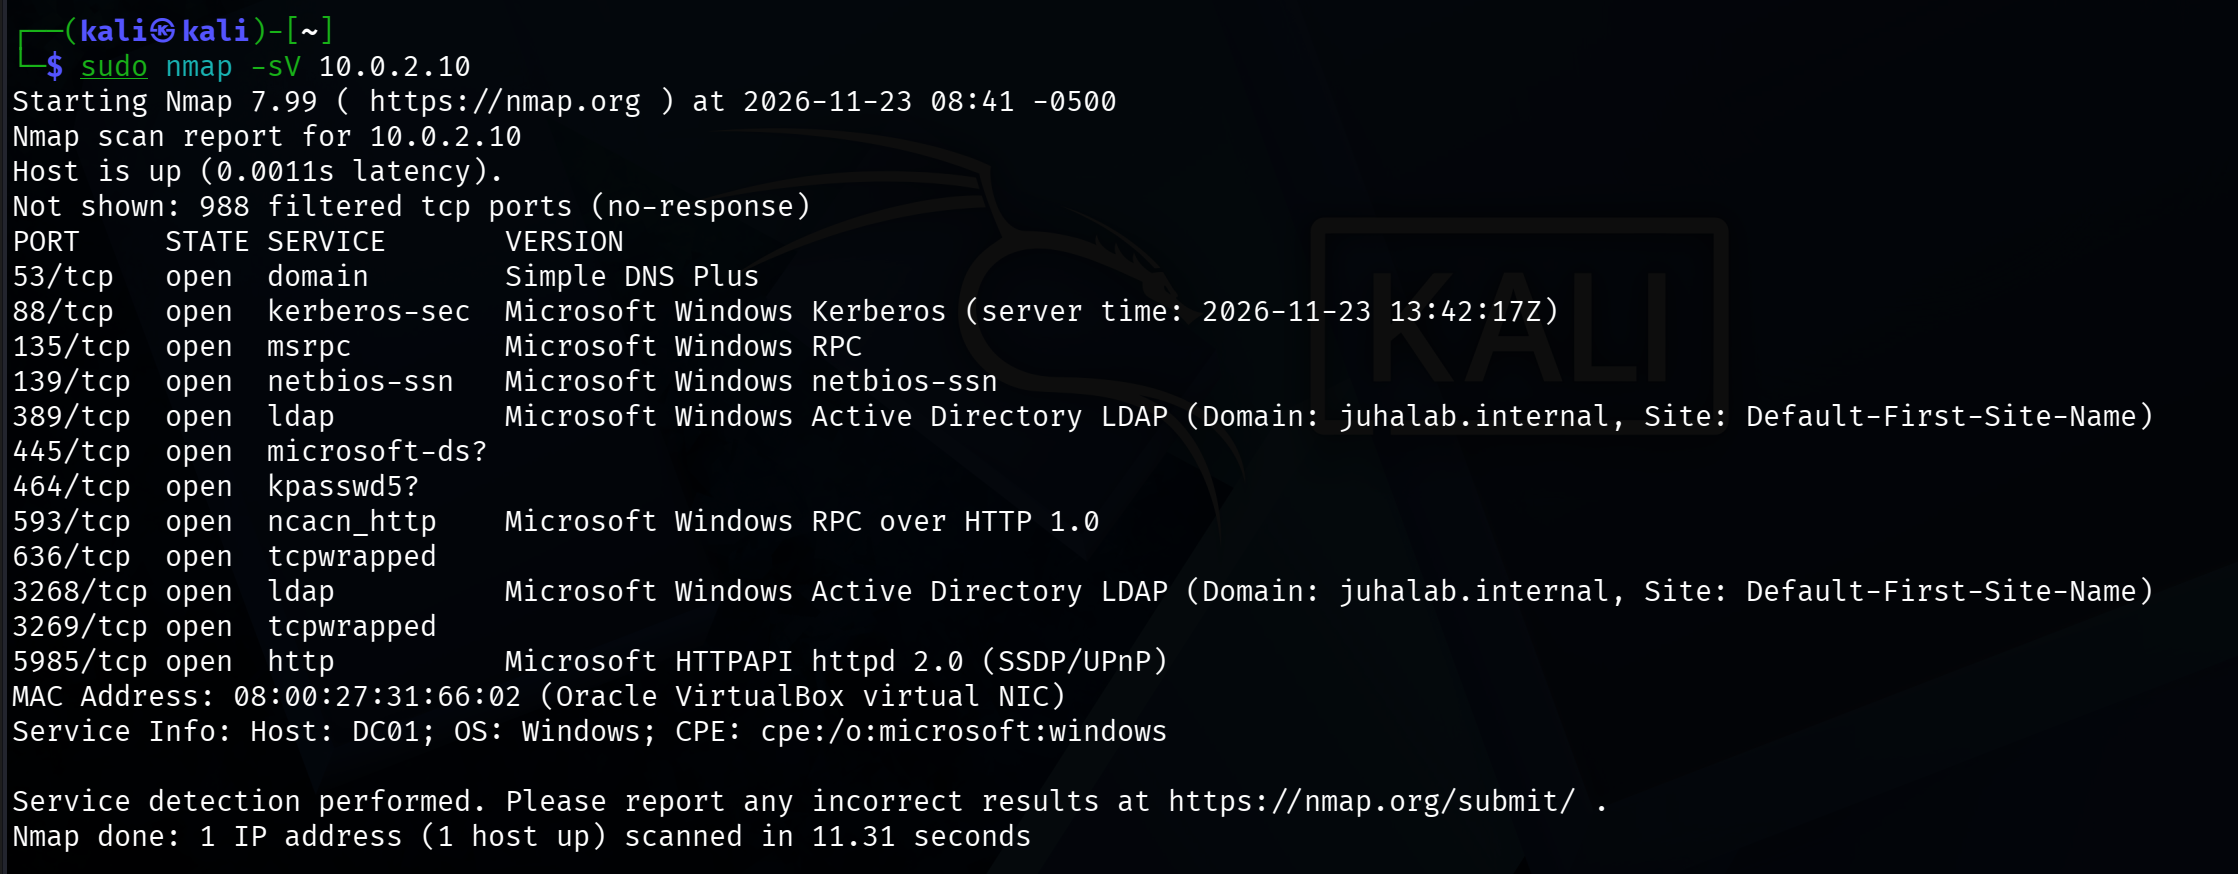 ┌──(kali㉿kali)-[~]
└─$ sudo nmap -sV 10.0.2.10
Starting Nmap 7.99 ( https://nmap.org ) at 2026-11-23 08:41 -0500
Nmap scan report for 10.0.2.10
Host is up (0.0011s latency).
Not shown: 988 filtered tcp ports (no-response)
PORT     STATE SERVICE       VERSION
53/tcp   open  domain        Simple DNS Plus
88/tcp   open  kerberos-sec  Microsoft Windows Kerberos (server time: 2026-11-23 13:42:17Z)
135/tcp  open  msrpc         Microsoft Windows RPC
139/tcp  open  netbios-ssn   Microsoft Windows netbios-ssn
389/tcp  open  ldap          Microsoft Windows Active Directory LDAP (Domain: juhalab.internal, Site: Default-First-Site-Name)
445/tcp  open  microsoft-ds?
464/tcp  open  kpasswd5?
593/tcp  open  ncacn_http    Microsoft Windows RPC over HTTP 1.0
636/tcp  open  tcpwrapped
3268/tcp open  ldap          Microsoft Windows Active Directory LDAP (Domain: juhalab.internal, Site: Default-First-Site-Name)
3269/tcp open  tcpwrapped
5985/tcp open  http          Microsoft HTTPAPI httpd 2.0 (SSDP/UPnP)
MAC Address: 08:00:27:31:66:02 (Oracle VirtualBox virtual NIC)
Service Info: Host: DC01; OS: Windows; CPE: cpe:/o:microsoft:windows

Service detection performed. Please report any incorrect results at https://nmap.org/submit/ .
Nmap done: 1 IP address (1 host up) scanned in 11.31 seconds
KALI